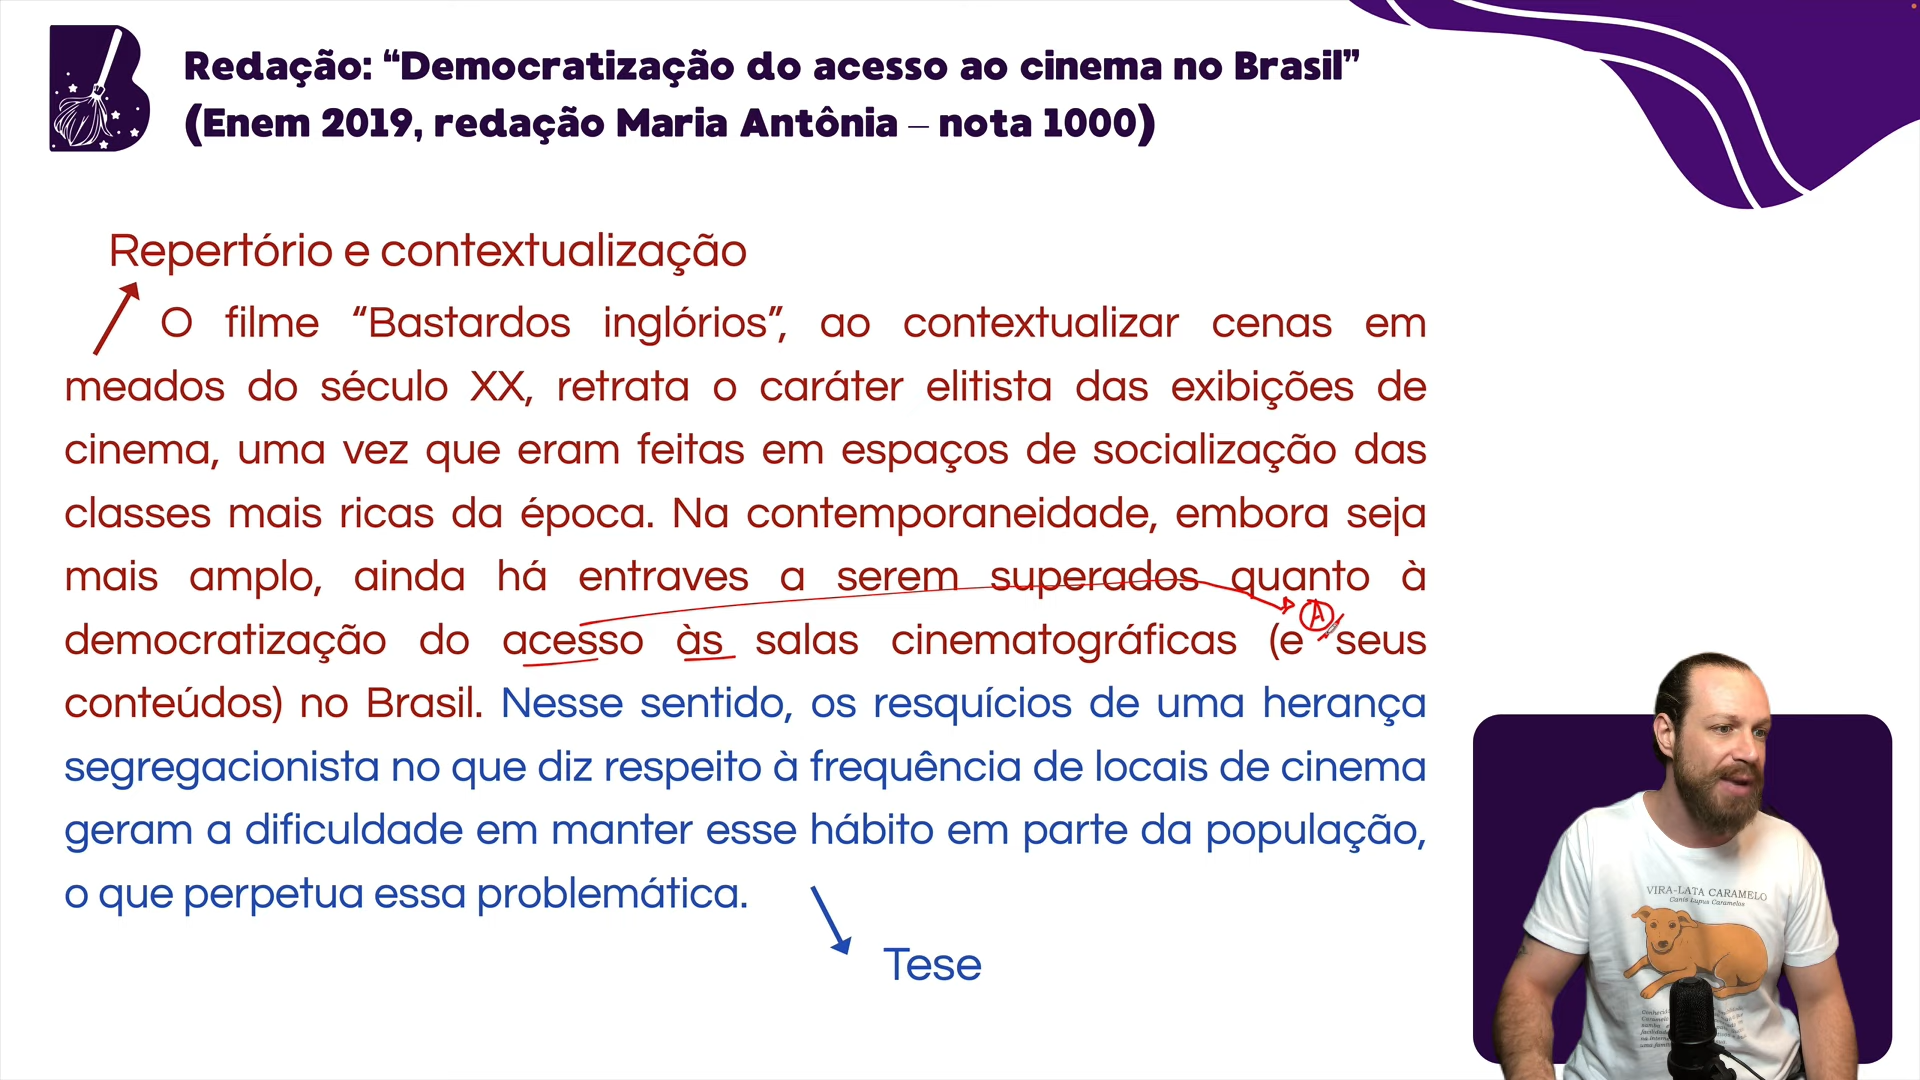 Redação: “Democratização do acesso ao cinema no Brasil”
(Enem 2019, redação Maria Antônia – nota 1000)
Repertório e contextualização
O filme “Bastardos inglórios”, ao contextualizar cenas em
meados do século XX, retrata o caráter elitista das exibições de
cinema, uma vez que eram feitas em espaços de socialização das
classes mais ricas da época. Na contemporaneidade, embora seja
mais amplo, ainda há entraves a serem superados quanto à
A
democratização do acesso às salas cinematográficas (e seus
conteúdos) no Brasil. Nesse sentido, os resquícios de uma herança
segregacionista no que diz respeito à frequência de locais de cinema
geram a dificuldade em manter esse hábito em parte da população,
o que perpetua essa problemática.
Tese
VIRA-LATA CARAMELO
Canis Lupus Caramelos